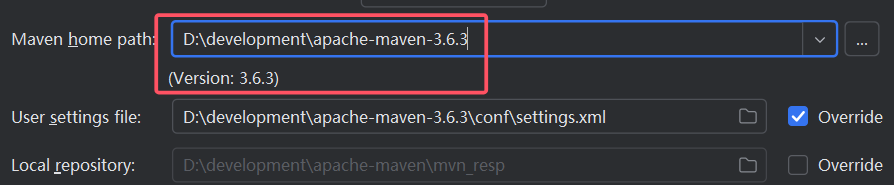 Maven home path: D:\development\apache-maven-3.6.3 ...
(Version: 3.6.3)
User settings file: D:\development\apache-maven-3.6.3\conf\settings.xml Override
Local repository: D:\development\apache-maven\mvn_resp Override